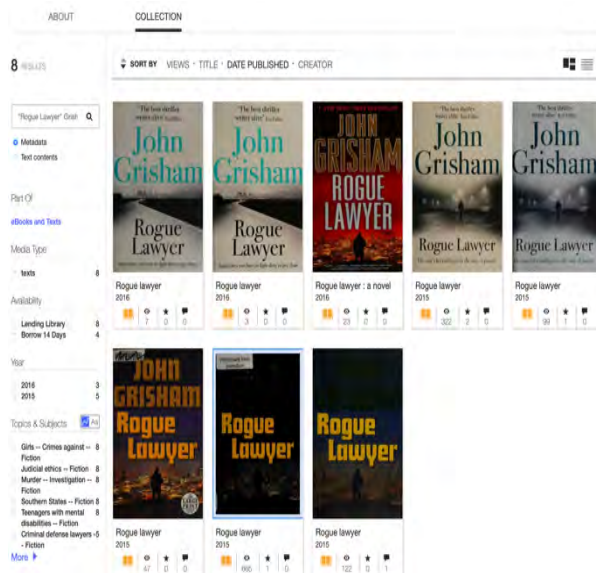 ABOUT
COLLECTION
8 RESULTS
SORT BY VIEWS · TITLE · DATE PUBLISHED · CREATOR
"Rogue Lawyer" Grish
Metadata
Text contents
Part Of
eBooks and Texts
Media Type
texts 8
Availability
Lending Library 8
Borrow 14 Days 4
Year
2016 3
2015 5
Topics & Subjects
Girls -- Crimes against -- 8
Fiction
Judicial ethics -- Fiction 8
Murder -- Investigation -- 8
Fiction
Southern States -- Fiction 8
Teenagers with mental 8
disabilities -- Fiction
Criminal defense lawyers -5
- Fiction
More
'The best thriller
writer alive'
John
Grisham
Rogue
Lawyer
Rogue lawyer
2016
7 0 0
'The best thriller
writer alive'
John
Grisham
Rogue
Lawyer
Rogue lawyer
2016
3 0 0
JOHN
GRISHAM
ROGUE
LAWYER
Rogue lawyer : a novel
2016
23 0 0
'The best thriller
writer alive'
John
Grisham
Rogue Lawyer
Rogue lawyer
2015
322 2 0
'The best thriller
writer alive'
John
Grisham
Rogue Lawyer
Rogue lawyer
2015
99 1 0
JOHN
GRISHAM
Rogue
Lawyer
LARGE
PRINT
Rogue lawyer
2015
47 0 0
Rogue
Lawyer
Rogue lawyer
2015
665 1 0
Rogue
Lawyer
Rogue lawyer
2015
122 0 1